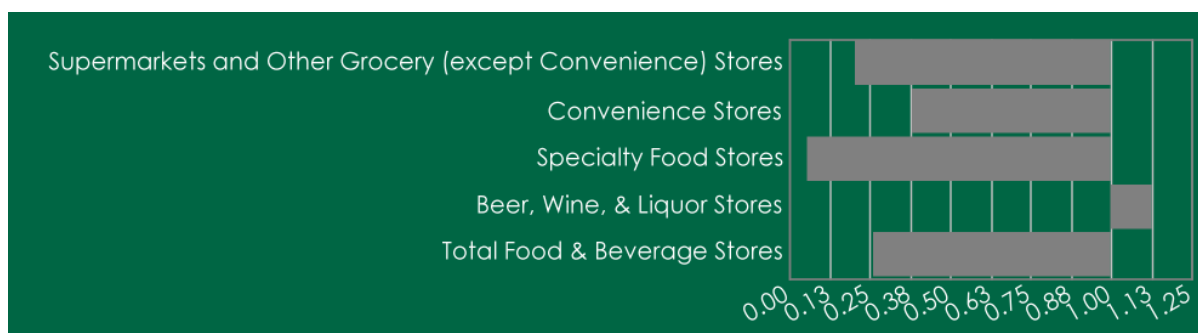 Supermarkets and Other Grocery (except Convenience) Stores
Convenience Stores
Specialty Food Stores
Beer, Wine, & Liquor Stores
Total Food & Beverage Stores
0.00 0.13 0.25 0.38 0.50 0.63 0.75 0.88 1.00 1.13 1.25